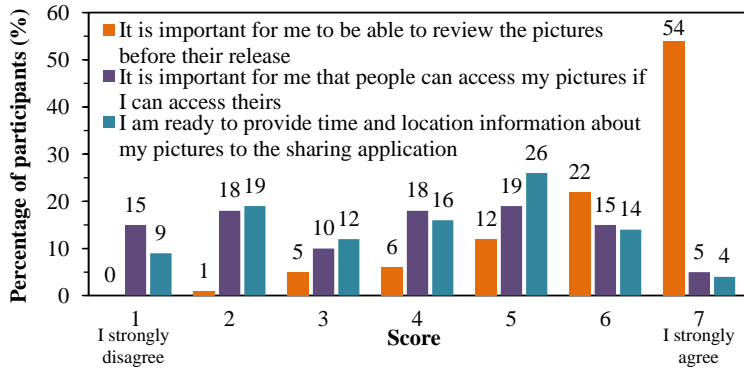 Percentage of participants (%)
60
50
40
30
20
10
0
It is important for me to be able to review the pictures
before their release
It is important for me that people can access my pictures if
I can access theirs
I am ready to provide time and location information about
my pictures to the sharing application
0 15 9
1 18 19
5 10 12
6 18 16
12 19 26
22 15 14
54 5 4
1 2 3 4 5 6 7
I strongly
disagree
Score
I strongly
agree